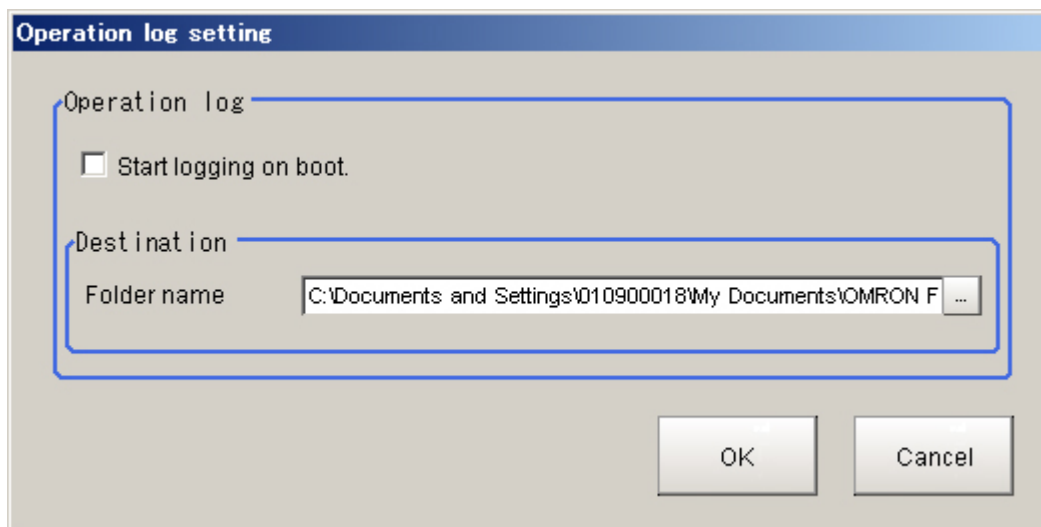 Operation log setting
Operation log
Start logging on boot.
Destination
Folder name C:\Documents and Settings\010900018\My Documents\OMRON F ...
OK Cancel